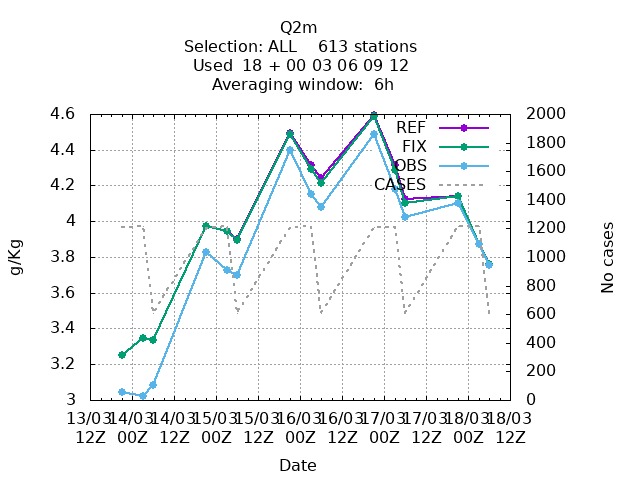 Q2m
Selection: ALL    613 stations
Used  18 + 00 03 06 09 12
Averaging window:  6h
4.6
4.4
4.2
4
3.8
3.6
3.4
3.2
3
g/Kg
2000
1800
1600
1400
1200
1000
800
600
400
200
0
No cases
REF
FIX
OBS
CASES
13/03 14/03 14/03 15/03 15/03 16/03 16/03 17/03 17/03 18/03 18/03
12Z 00Z 12Z 00Z 12Z 00Z 12Z 00Z 12Z 00Z 12Z
Date